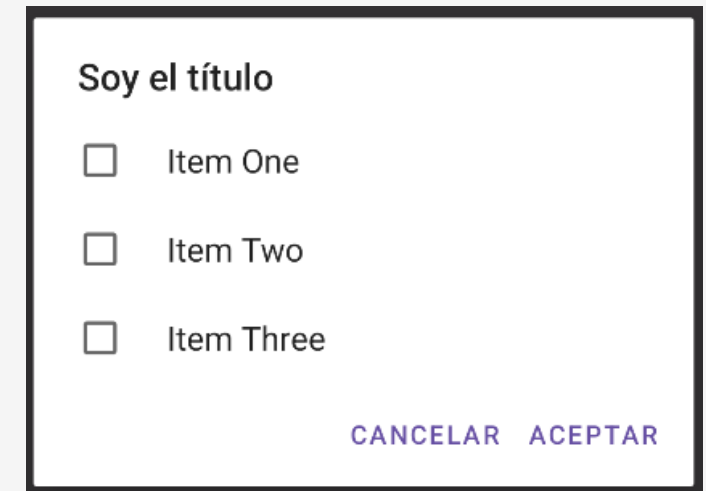 Soy el título
Item One
Item Two
Item Three
CANCELAR ACEPTAR